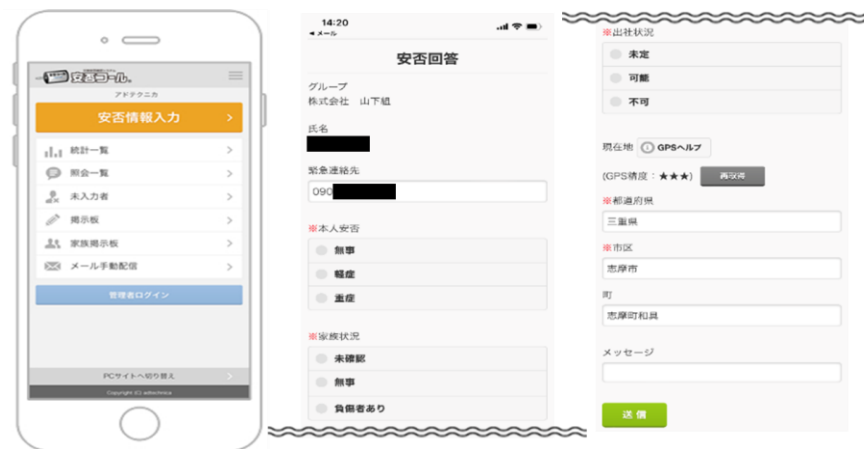 安否コール®
アドテクニカ
安否情報入力
統計一覧
照会一覧
未入力者
掲示板
家族掲示板
メール手動配信
管理者ログイン
PCサイトへ切り替え
Copyright (C) adtechnica
14:20
◀ メール
安否回答
グループ
株式会社 山下組
氏名
緊急連絡先
090
※本人安否
無事
軽症
重症
※家族状況
未確認
無事
負傷者あり
※出社状況
未定
可能
不可
現在地 GPSヘルプ
(GPS精度：★★★) 再取得
※都道府県
三重県
※市区
志摩市
町
志摩町和具
メッセージ
送信